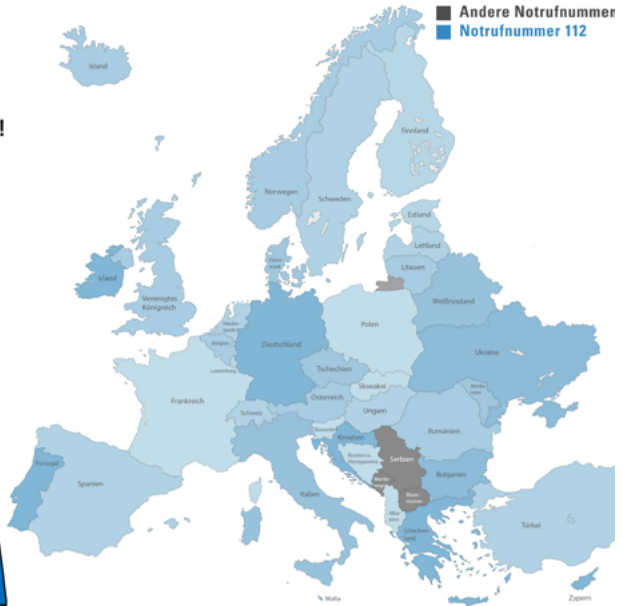 Andere Notrufnummer
Notrufnummer 112
Island
!
Finnland
Norwegen
Schweden
Estland
Lettland
Litauen
Irland
Vereinigtes
Königreich
Weißrussland
Polen
Belgien
Deutschland
Ukraine
Luxemburg
Tschechien
Slowakei
Frankreich
Österreich
Schweiz
Ungarn
Rumänien
Slowenien
Kroatien
Bosnien u.
Herzegowina
Serbien
Portugal
Spanien
Italien
Bulgarien
Türkei
Malta
Zypern